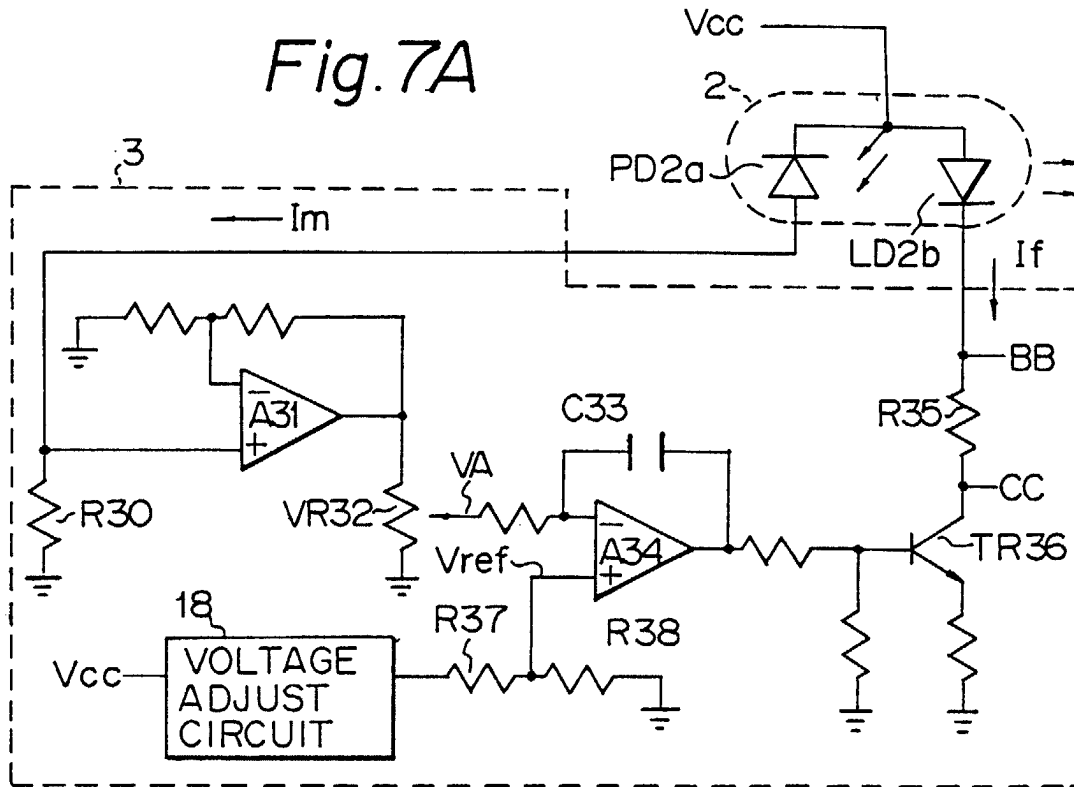 Fig. 7A
Vcc
2
3
PD2a
Im
LD2b
If
BB
−
A31
+
C33
R35
VA
CC
R30
VR32
−
A34
+
TR36
Vref
18
R37
R38
Vcc
VOLTAGE
ADJUST
CIRCUIT